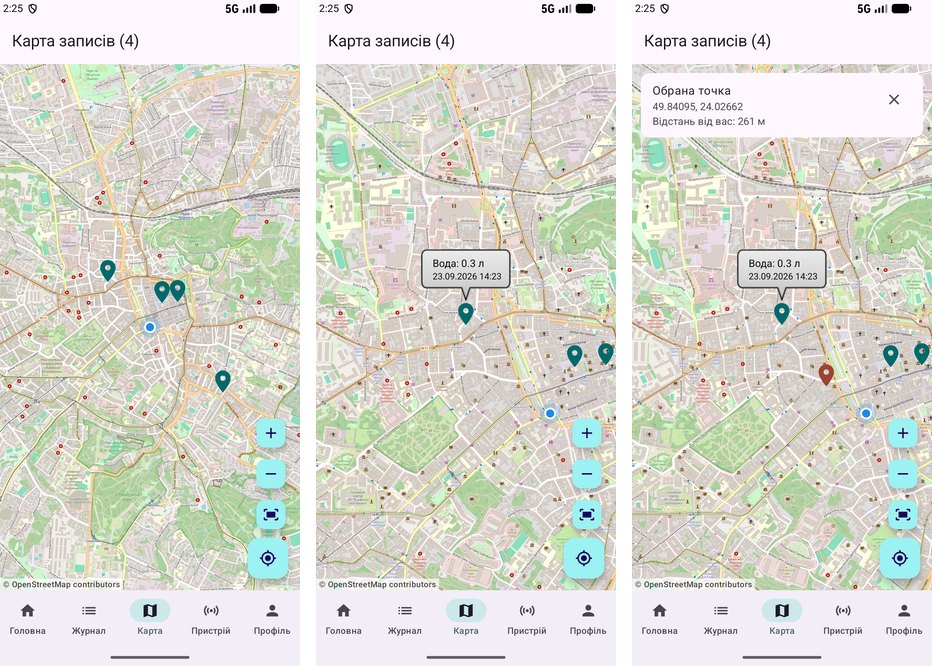 2:25
5G
Карта записів (4)
© OpenStreetMap contributors
Головна
Журнал
Карта
Пристрій
Профіль
2:25
5G
Карта записів (4)
Вода: 0.3 л
23.09.2026 14:23
© OpenStreetMap contributors
Головна
Журнал
Карта
Пристрій
Профіль
2:25
5G
Карта записів (4)
Обрана точка
49.84095, 24.02662
Відстань від вас: 261 м
Вода: 0.3 л
23.09.2026 14:23
© OpenStreetMap contributors
Головна
Журнал
Карта
Пристрій
Профіль